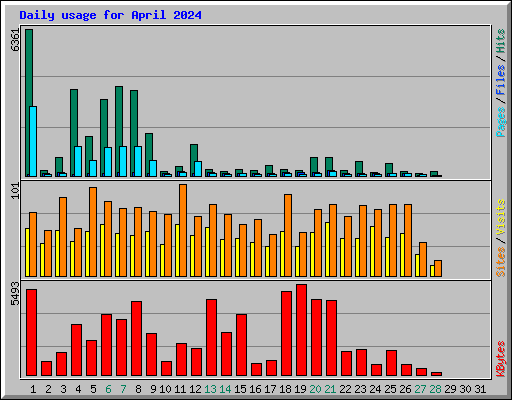 Daily usage for April 2024
6361
Pages / Files / Hits
101
Sites / Visits
5493
KBytes
1 2 3 4 5 6 7 8 9 10 11 12 13 14 15 16 17 18 19 20 21 22 23 24 25 26 27 28 29 30 31